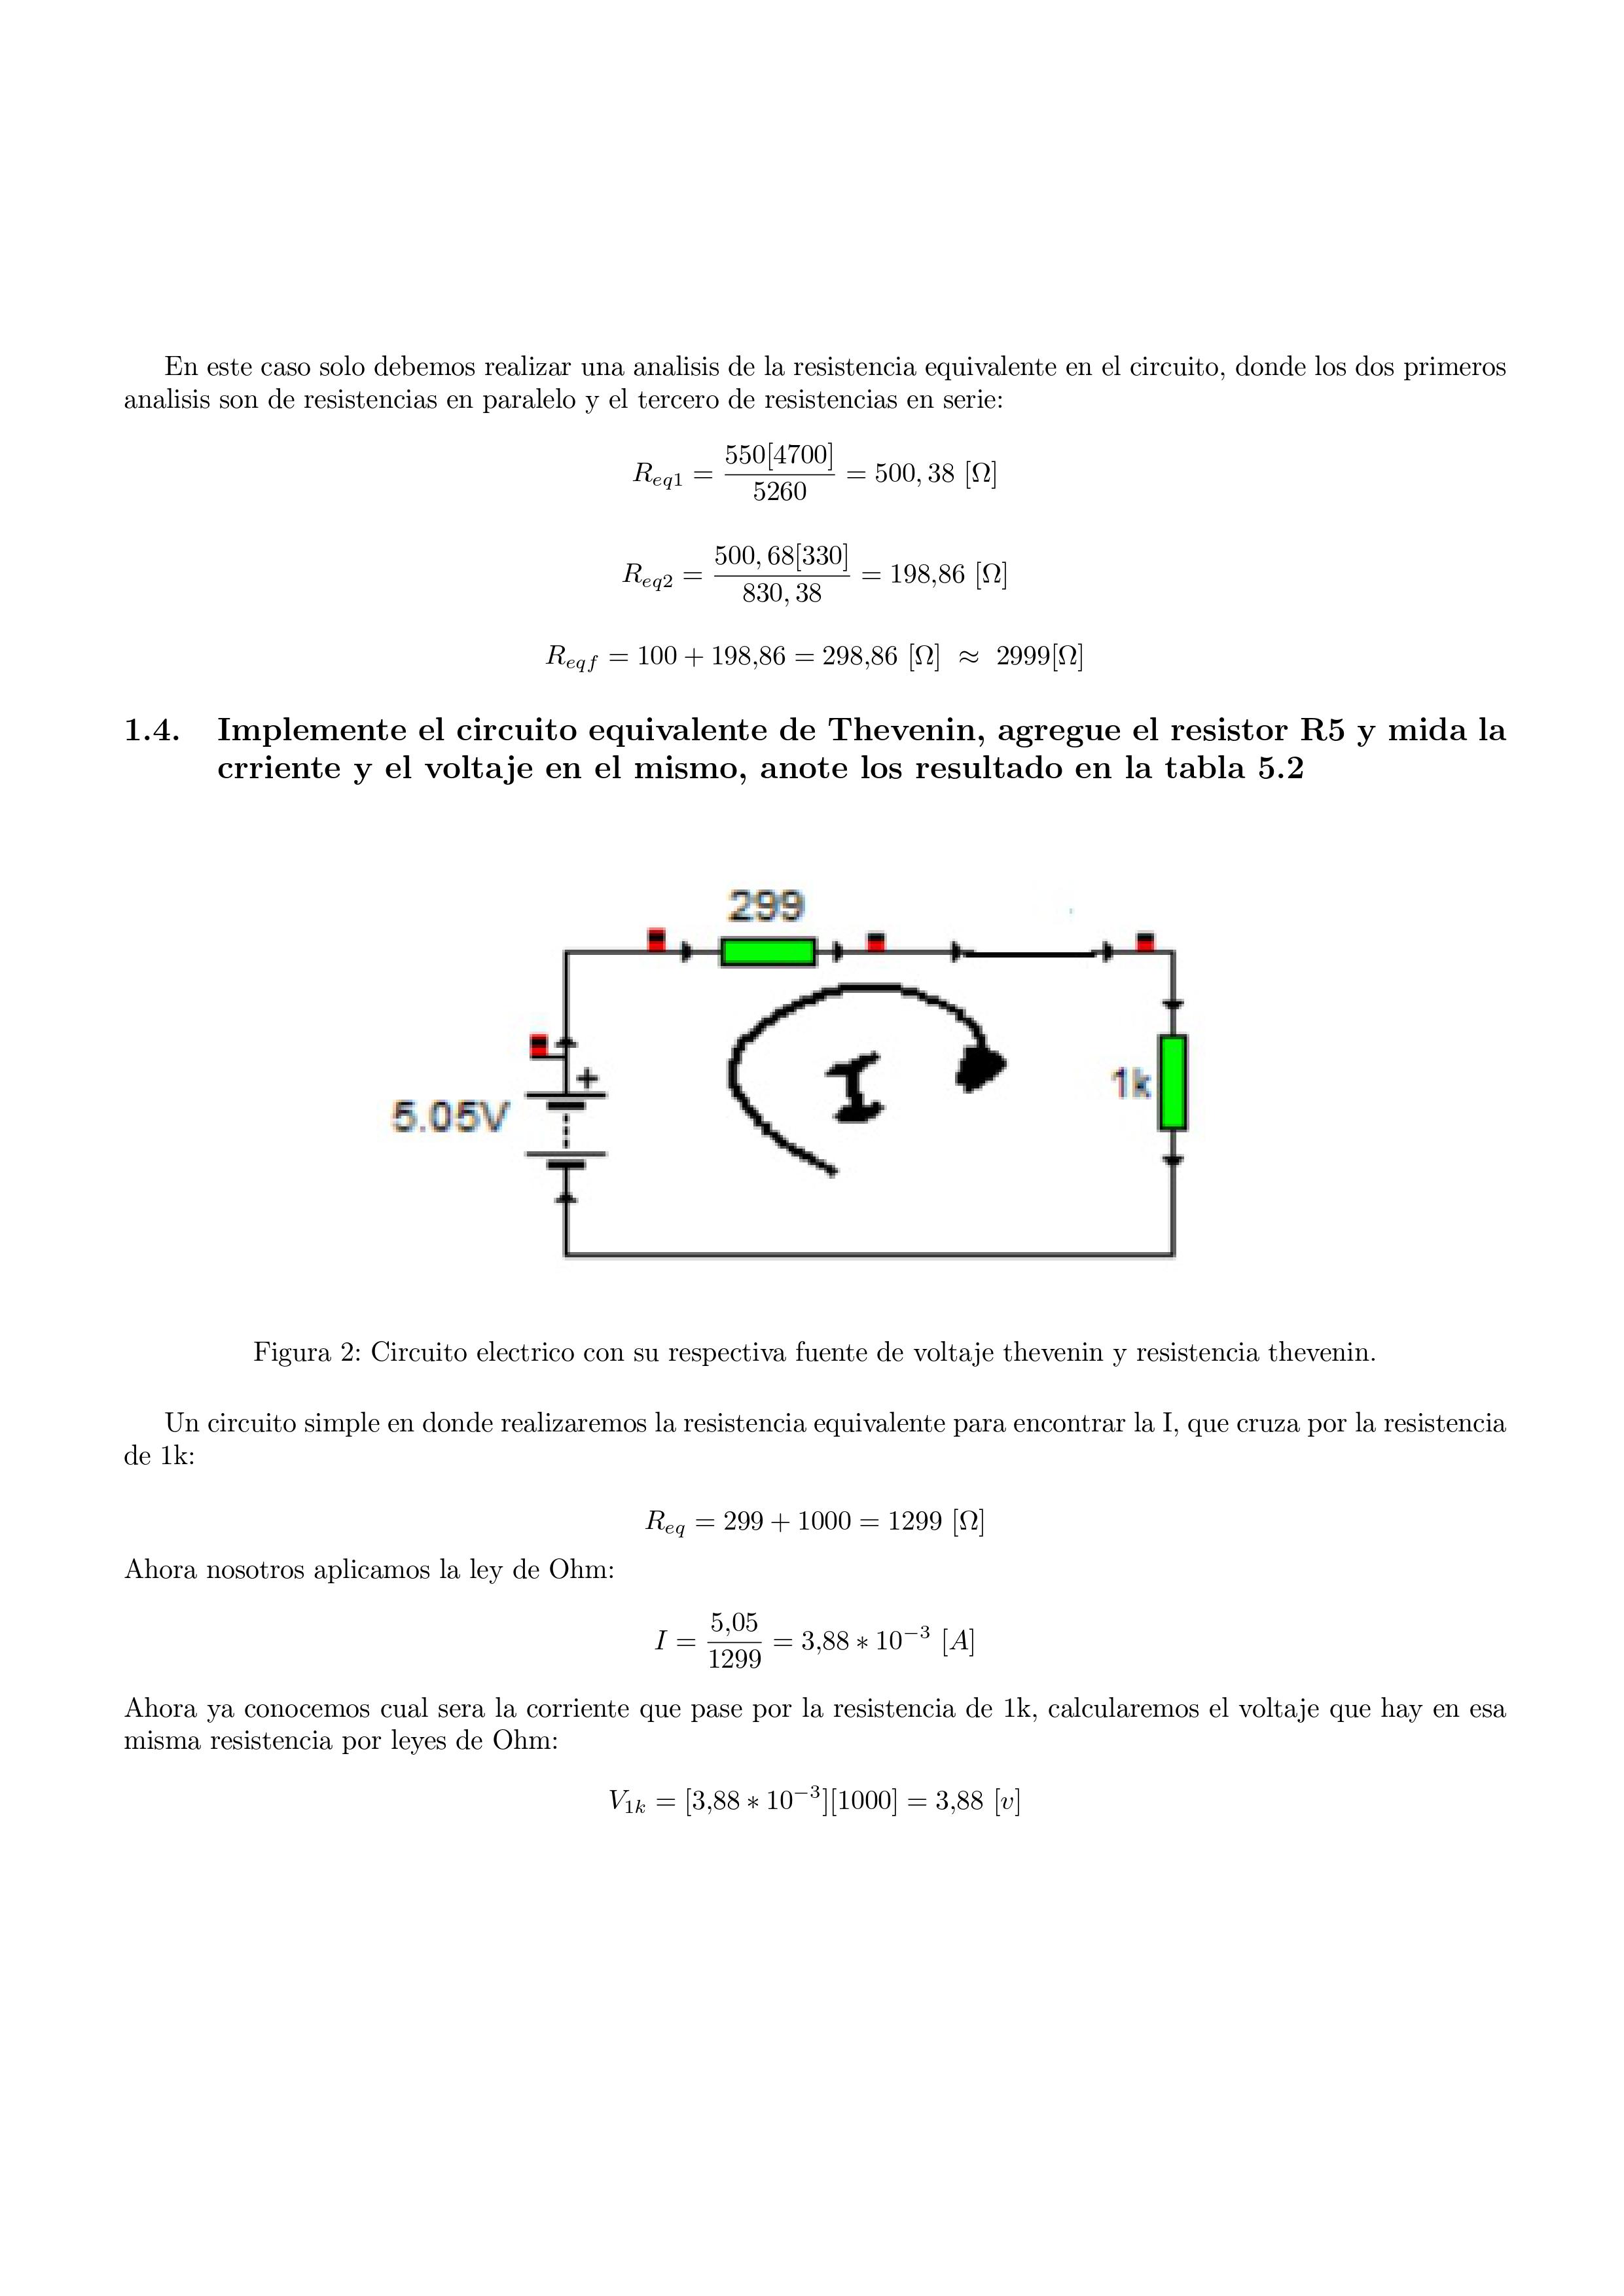 En este caso solo debemos realizar una analisis de la resistencia equivalente en el circuito, donde los dos primeros
analisis son de resistencias en paralelo y el tercero de resistencias en serie:
R_{eq1} = \frac{550[4700]}{5260} = 500, 38 [Ω]
R_{eq2} = \frac{500, 68[330]}{830, 38} = 198,86 [Ω]
R_{eqf} = 100 + 198,86 = 298,86 [Ω] ≈ 2999[Ω]
1.4. Implemente el circuito equivalente de Thevenin, agregue el resistor R5 y mida la
crriente y el voltaje en el mismo, anote los resultado en la tabla 5.2
299
+
I
1k
5.05V
Figura 2: Circuito electrico con su respectiva fuente de voltaje thevenin y resistencia thevenin.
Un circuito simple en donde realizaremos la resistencia equivalente para encontrar la I, que cruza por la resistencia
de 1k:
R_{eq} = 299 + 1000 = 1299 [Ω]
Ahora nosotros aplicamos la ley de Ohm:
I = \frac{5,05}{1299} = 3,88 ∗ 10^{−3} [A]
Ahora ya conocemos cual sera la corriente que pase por la resistencia de 1k, calcularemos el voltaje que hay en esa
misma resistencia por leyes de Ohm:
V_{1k} = [3,88 ∗ 10^{−3}][1000] = 3,88 [v]